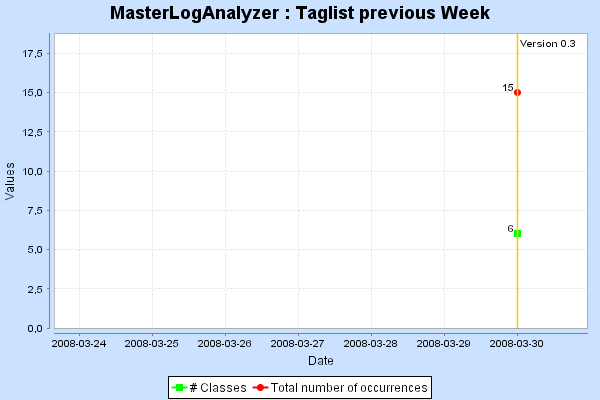 MasterLogAnalyzer : Taglist previous Week
Version 0.3
17,5
15,0
12,5
10,0
7,5
5,0
2,5
0,0
Values
15
6
2008-03-24 2008-03-25 2008-03-26 2008-03-27 2008-03-28 2008-03-29 2008-03-30
Date
# Classes Total number of occurrences